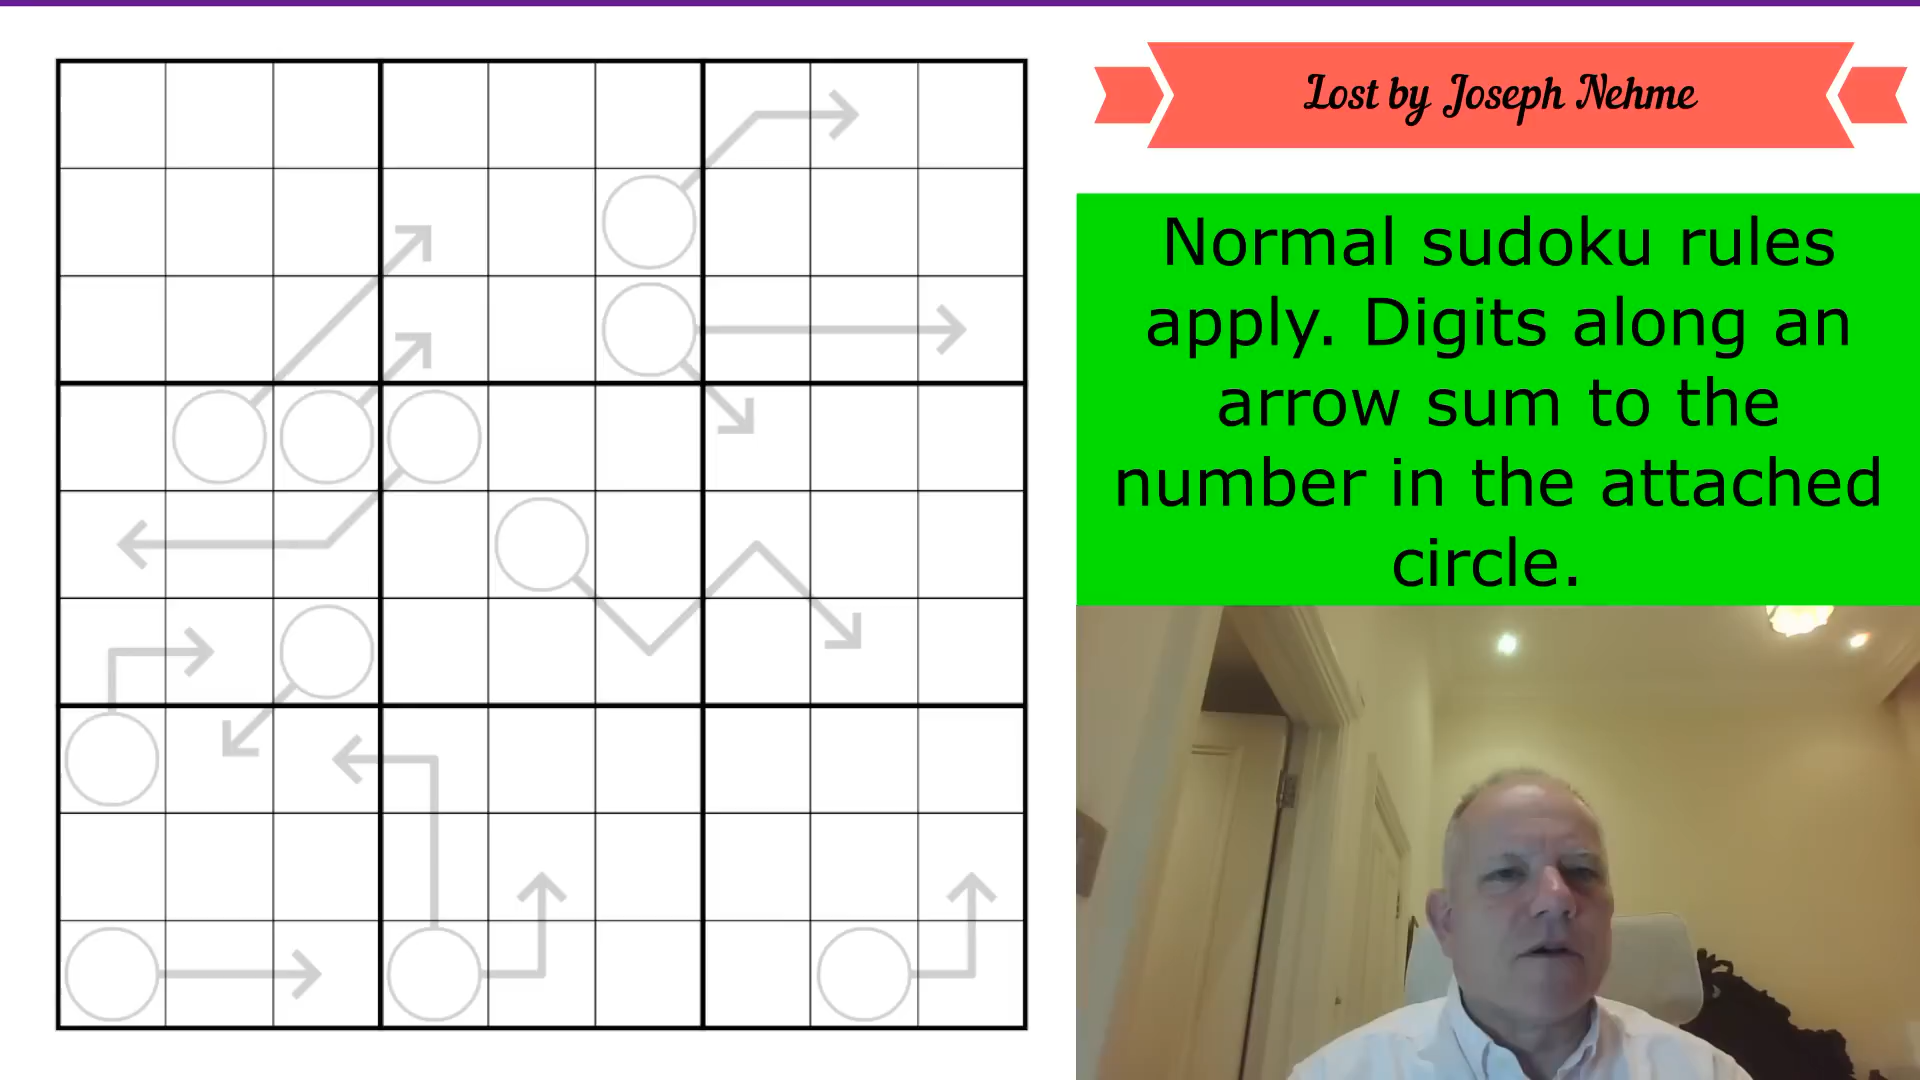 Lost by Joseph Nehme
Normal sudoku rules
apply. Digits along an
arrow sum to the
number in the attached
circle.